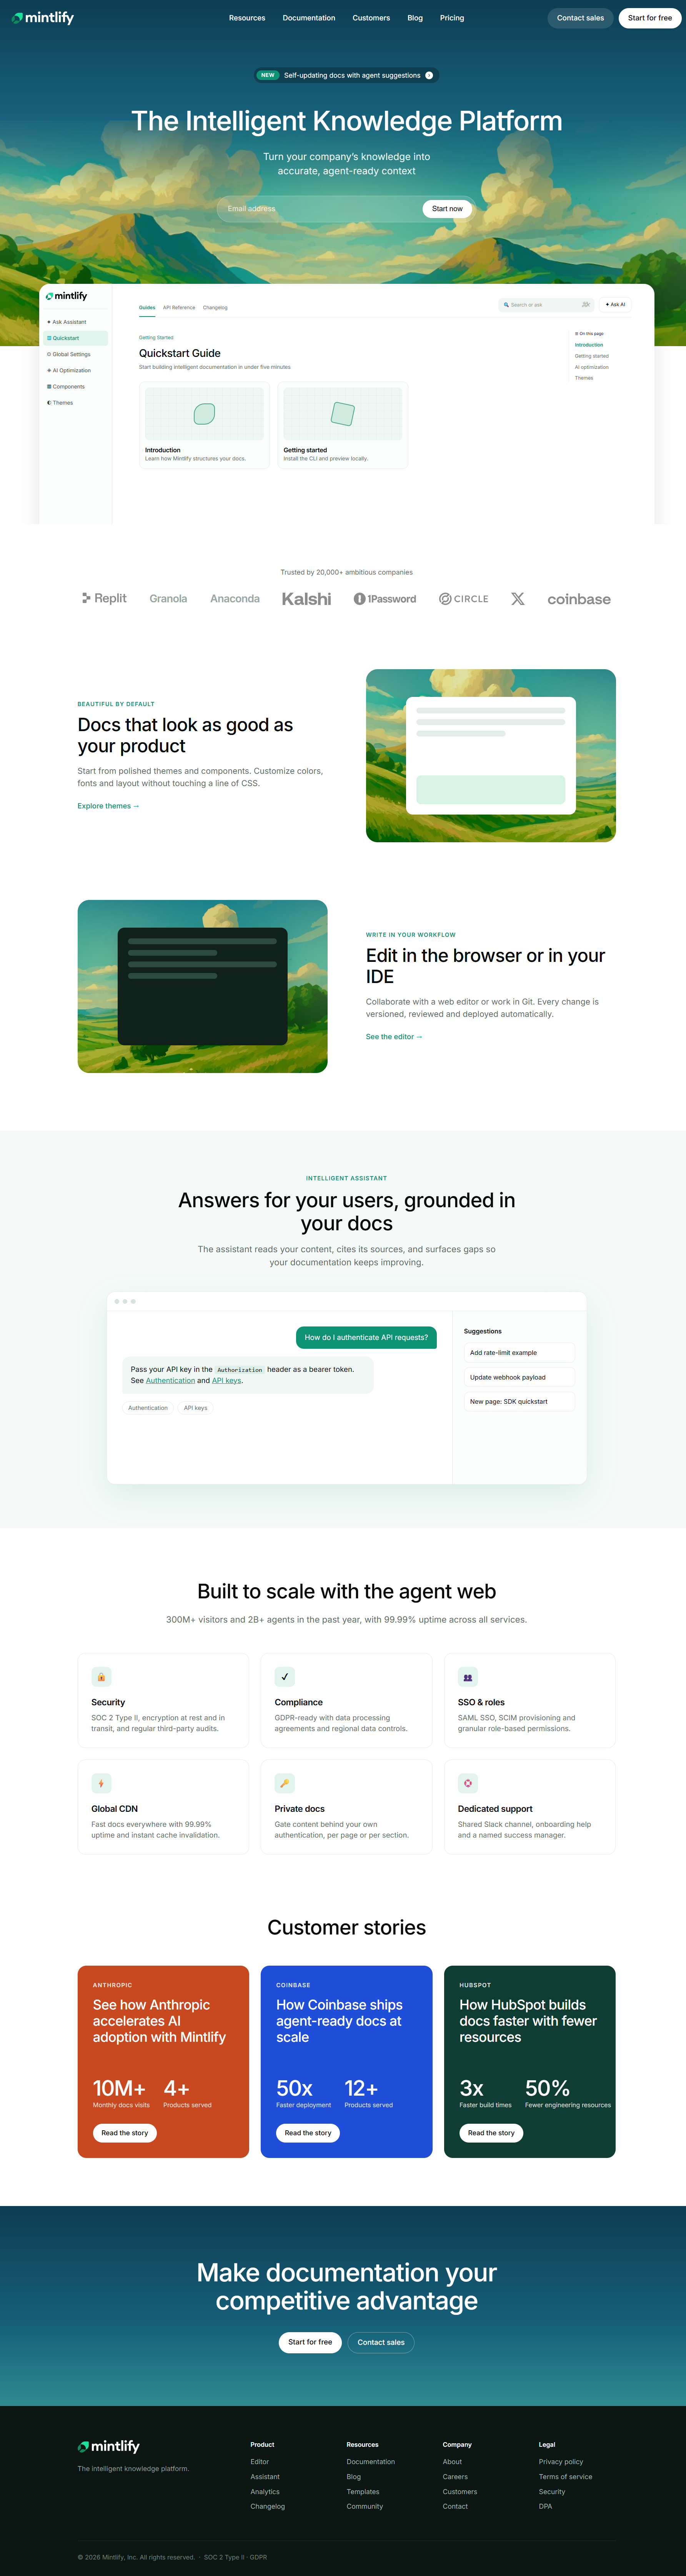 mintlify
Resources Documentation Customers Blog Pricing
Contact sales
Start for free
NEW Self-updating docs with agent suggestions
The Intelligent Knowledge Platform
Turn your company's knowledge into
accurate, agent-ready context
Email address
Start now
mintlify
Guides API Reference Changelog
Search or ask
Ask AI
Ask Assistant
Quickstart
Global Settings
AI Optimization
Components
Themes
Getting Started
Quickstart Guide
Start building intelligent documentation in under five minutes
Introduction
Learn how Mintlify structures your docs.
Getting started
Install the CLI and preview locally.
On this page
Introduction
Getting started
AI optimization
Themes
Trusted by 20,000+ ambitious companies
Replit Granola Anaconda Kalshi 1Password CIRCLE X coinbase
BEAUTIFUL BY DEFAULT
Docs that look as good as
your product
Start from polished themes and components. Customize colors,
fonts and layout without touching a line of CSS.
Explore themes →
WRITE IN YOUR WORKFLOW
Edit in the browser or in your
IDE
Collaborate with a web editor or work in Git. Every change is
versioned, reviewed and deployed automatically.
See the editor →
INTELLIGENT ASSISTANT
Answers for your users, grounded in
your docs
The assistant reads your content, cites its sources, and surfaces gaps so
your documentation keeps improving.
How do I authenticate API requests?
Pass your API key in the Authorization header as a bearer token.
See Authentication and API keys.
Authentication API keys
Suggestions
Add rate-limit example
Update webhook payload
New page: SDK quickstart
Built to scale with the agent web
300M+ visitors and 2B+ agents in the past year, with 99.99% uptime across all services.
Security
SOC 2 Type II, encryption at rest and in
transit, and regular third-party audits.
Compliance
GDPR-ready with data processing
agreements and regional data controls.
SSO & roles
SAML SSO, SCIM provisioning and
granular role-based permissions.
Global CDN
Fast docs everywhere with 99.99%
uptime and instant cache invalidation.
Private docs
Gate content behind your own
authentication, per page or per section.
Dedicated support
Shared Slack channel, onboarding help
and a named success manager.
Customer stories
ANTHROPIC
See how Anthropic
accelerates AI
adoption with Mintlify
10M+ 4+
Monthly docs visits Products served
Read the story
COINBASE
How Coinbase ships
agent-ready docs at
scale
50x 12+
Faster deployment Products served
Read the story
HUBSPOT
How HubSpot builds
docs faster with fewer
resources
3x 50%
Faster build times Fewer engineering resources
Read the story
Make documentation your
competitive advantage
Start for free
Contact sales
mintlify
The intelligent knowledge platform.
Product
Editor
Assistant
Analytics
Changelog
Resources
Documentation
Blog
Templates
Community
Company
About
Careers
Customers
Contact
Legal
Privacy policy
Terms of service
Security
DPA
© 2026 Mintlify, Inc. All rights reserved. · SOC 2 Type II · GDPR